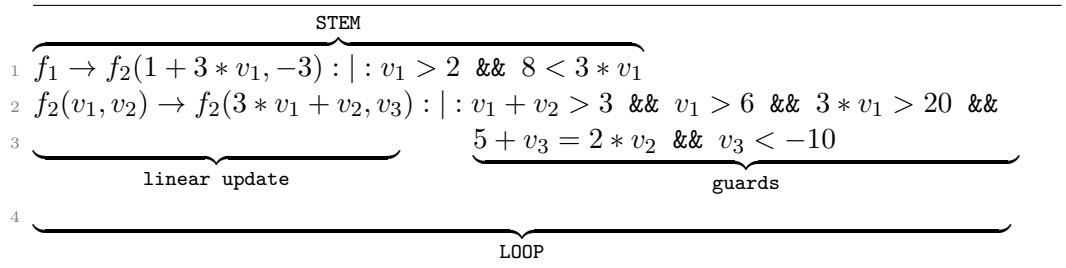 STEM
1 f₁ → f₂(1 + 3 * v₁, −3) : | : v₁ > 2 && 8 < 3 * v₁
2 f₂(v₁, v₂) → f₂(3 * v₁ + v₂, v₃) : | : v₁ + v₂ > 3 && v₁ > 6 && 3 * v₁ > 20 &&
3 5 + v₃ = 2 * v₂ && v₃ < −10
linear update guards
4
LOOP